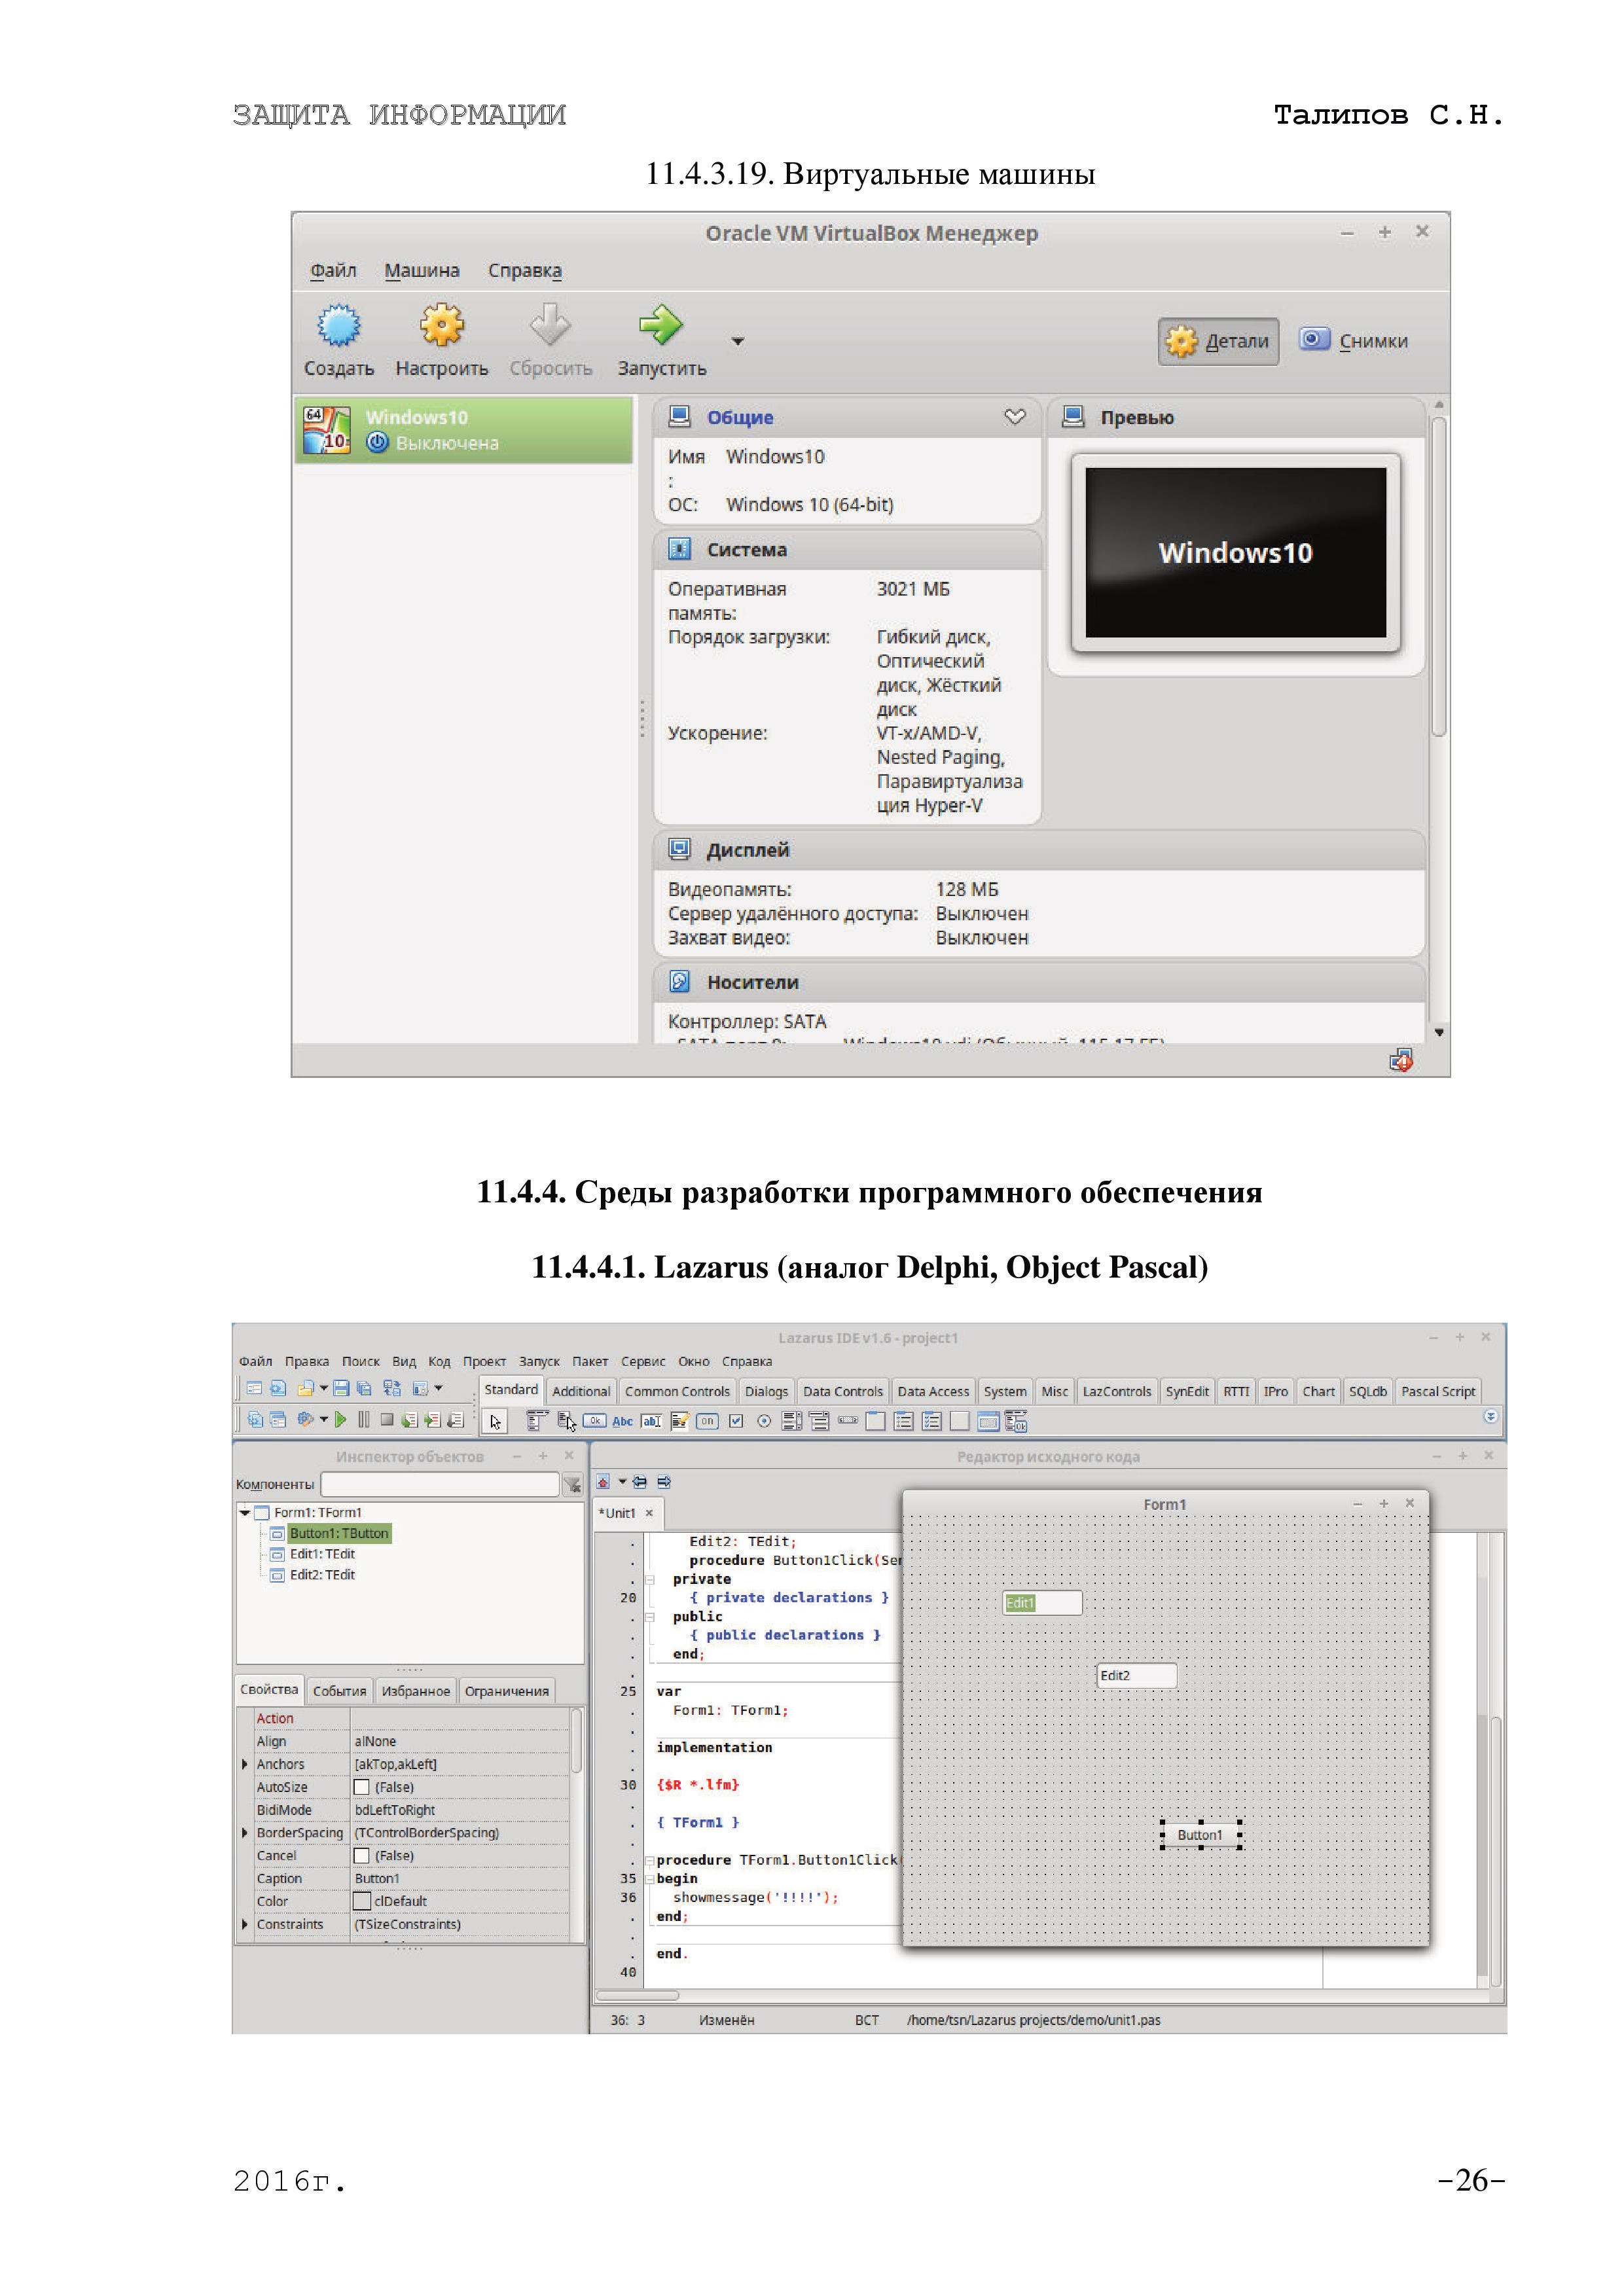 ЗАЩИТА ИНФОРМАЦИИ Талипов С.Н.
11.4.3.19. Виртуальные машины
Oracle VM VirtualBox Менеджер
Файл Машина Справка
Создать Настроить Сбросить Запустить Детали Снимки
64 10
Windows10
Выключена
Общие
Имя Windows10
:
ОС: Windows 10 (64-bit)
Превью
Windows10
Система
Оперативная 3021 МБ
память:
Порядок загрузки: Гибкий диск,
Оптический
диск, Жёсткий
диск
Ускорение: VT-x/AMD-V,
Nested Paging,
Паравиртуализа
ция Hyper-V
Дисплей
Видеопамять: 128 МБ
Сервер удалённого доступа: Выключен
Захват видео: Выключен
Носители
Контроллер: SATA
11.4.4. Среды разработки программного обеспечения
11.4.4.1. Lazarus (аналог Delphi, Object Pascal)
Lazarus IDE v1.6 - project1
Файл Правка Поиск Вид Код Проект Запуск Пакет Сервис Окно Справка
Standard Additional Common Controls Dialogs Data Controls Data Access System Misc LazControls SynEdit RTTI IPro Chart SQLdb Pascal Script
Ok Abc abI on
Инспектор объектов
Компоненты
Form1: TForm1
Button1: TButton
Edit1: TEdit
Edit2: TEdit
Свойства События Избранное Ограничения
Action
Align alNone
Anchors [akTop,akLeft]
AutoSize (False)
BidiMode bdLeftToRight
BorderSpacing (TControlBorderSpacing)
Cancel (False)
Caption Button1
Color clDefault
Constraints (TSizeConstraints)
Редактор исходного кода
*Unit1
Edit2: TEdit;
procedure Button1Click(Ser
private
20 { private declarations }
public
{ public declarations }
end;
25 var
Form1: TForm1;
implementation
30 {$R *.lfm}
{ TForm1 }
procedure TForm1.Button1Click(
35 begin
36 showmessage('!!!!');
end;
end.
40
Form1
Edit1
Edit2
Button1
36: 3 Изменён ВСТ /home/tsn/Lazarus projects/demo/unit1.pas
2016г. -26-